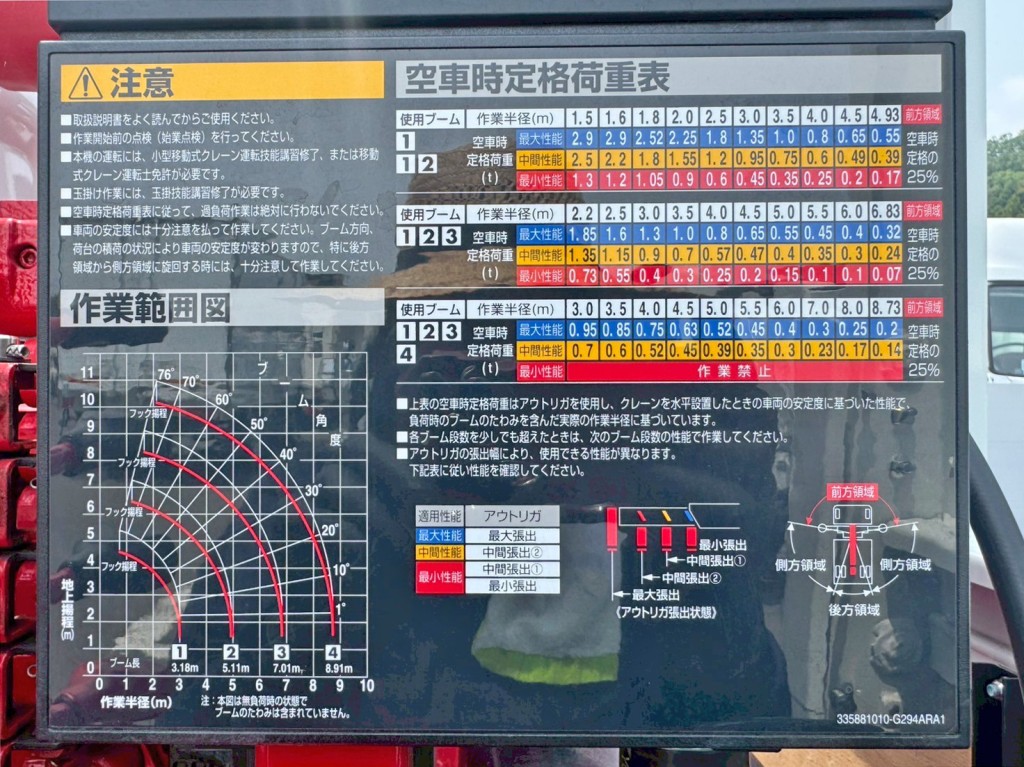 注意
■取扱説明書をよく読んでからご使用ください。
■作業開始前の点検（始業点検）を行ってください。
■本機の運転には、小型移動式クレーン運転技能講習修了、または移動
式クレーン運転士免許が必要です。
■玉掛け作業には、玉掛技能講習修了が必要です。
■空車時定格荷重表に従って、過負荷作業は絶対に行わないでください。
■車両の安定度には十分注意を払って作業してください。ブーム方向、
荷台の積荷の状況により車両の安定度が変わりますので、特に後方
領域から側方領域に旋回する時には、十分注意して作業してください。
作業範囲図
ブーム角度
76° 70° 60° 50° 40° 30° 20° 10° 1°
フック揚程
フック揚程
フック揚程
フック揚程
地上揚程(m)
11
10
9
8
7
6
5
4
3
2
1
0
ブーム長
1 2 3 4
3.18m 5.11m 7.01m 8.91m
0 1 2 3 4 5 6 7 8 9 10
作業半径(m)
注：本図は無負荷時の状態で
ブームのたわみは含まれていません。
空車時定格荷重表
使用ブーム 作業半径(m) 1.5 1.6 1.8 2.0 2.5 3.0 3.5 4.0 4.5 4.93 前方領域
1 空車時 最大性能 2.9 2.9 2.52 2.25 1.8 1.35 1.0 0.8 0.65 0.55 空車時
1 2 定格荷重 中間性能 2.5 2.2 1.8 1.55 1.2 0.95 0.75 0.6 0.49 0.39 定格の
(t) 最小性能 1.3 1.2 1.05 0.9 0.6 0.45 0.35 0.25 0.2 0.17 25%
使用ブーム 作業半径(m) 2.2 2.5 3.0 3.5 4.0 4.5 5.0 5.5 6.0 6.83 前方領域
1 2 3 空車時 最大性能 1.85 1.6 1.3 1.0 0.8 0.65 0.55 0.45 0.4 0.32 空車時
定格荷重 中間性能 1.35 1.15 0.9 0.7 0.57 0.47 0.4 0.35 0.3 0.24 定格の
(t) 最小性能 0.73 0.55 0.4 0.3 0.25 0.2 0.15 0.1 0.1 0.07 25%
使用ブーム 作業半径(m) 3.0 3.5 4.0 4.5 5.0 5.5 6.0 7.0 8.0 8.73 前方領域
1 2 3 空車時 最大性能 0.95 0.85 0.75 0.63 0.52 0.45 0.4 0.3 0.25 0.2 空車時
4 定格荷重 中間性能 0.7 0.6 0.52 0.45 0.39 0.35 0.3 0.23 0.17 0.14 定格の
(t) 最小性能 作業禁止 25%
■上表の空車時定格荷重はアウトリガを使用し、クレーンを水平設置したときの車両の安定度に基づいた性能で、
負荷時のブームのたわみを含んだ実際の作業半径に基づいています。
■各ブーム段数を少しでも超えたときは、次のブーム段数の性能で作業してください。
■アウトリガの張出幅により、使用できる性能が異なります。
下記表に従い性能を確認してください。
適用性能 アウトリガ
最大性能 最大張出
中間性能 中間張出②
最小性能 中間張出①
最小張出
最小張出
中間張出①
中間張出②
最大張出
〈アウトリガ張出状態〉
前方領域
側方領域 側方領域
後方領域
335881010-G294ARA1